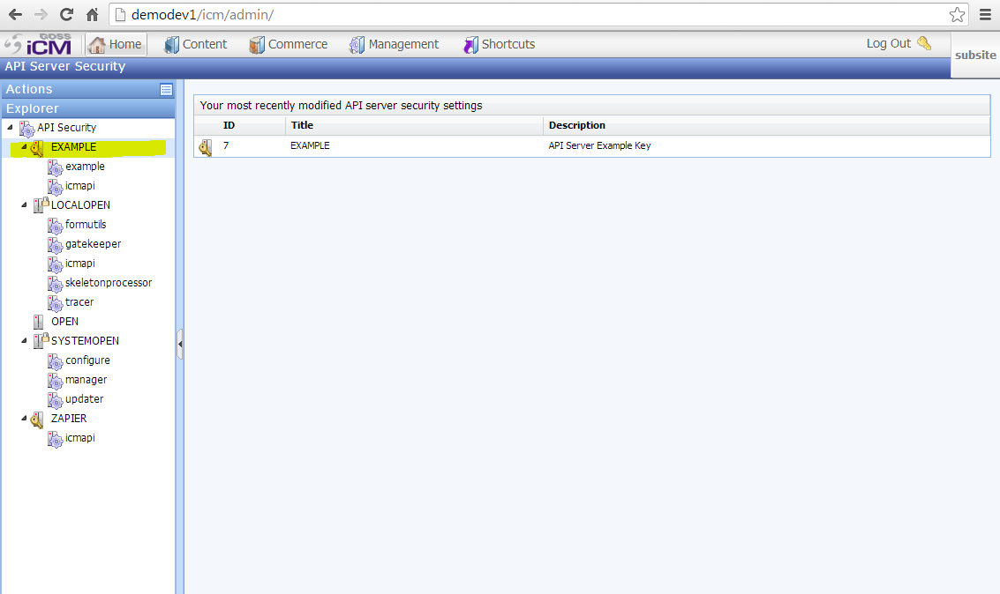 demodev1/icm/admin/
GOSS iCM Home Content Commerce Management Shortcuts Log Out subsite
API Server Security
Actions
Explorer
API Security
EXAMPLE
example
icmapi
LOCALOPEN
formutils
gatekeeper
icmapi
skeletonprocessor
tracer
OPEN
SYSTEMOPEN
configure
manager
updater
ZAPIER
icmapi
Your most recently modified API server security settings
ID Title Description
7 EXAMPLE API Server Example Key